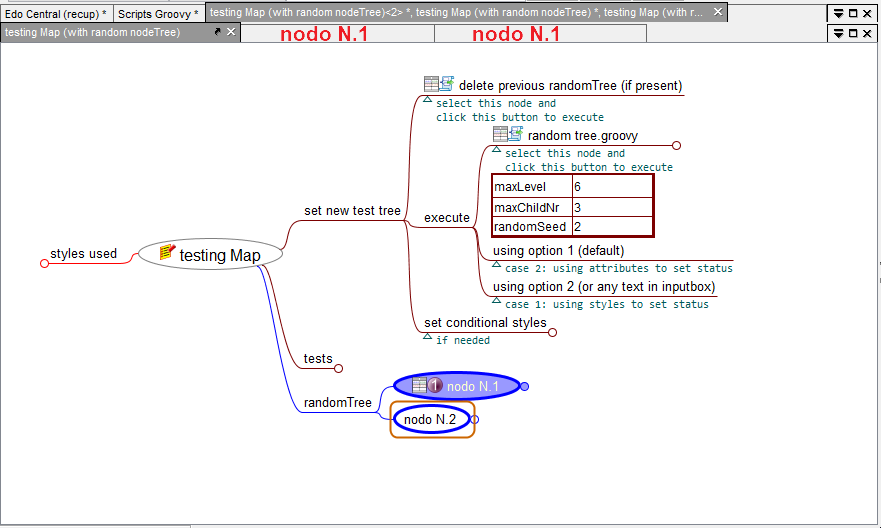 Edo Central (recup) * Scripts Groovy * testing Map (with random nodeTree)<2> *, testing Map (with random nodeTree) *, testing Map (with r...
testing Map (with random nodeTree) nodo N.1 nodo N.1
delete previous randomTree (if present)
select this node and
click this button to execute
random tree.groovy
select this node and
click this button to execute
maxLevel 6
maxChildNr 3
randomSeed 2
set new test tree
execute
using option 1 (default)
case 2: using attributes to set status
using option 2 (or any text in inputbox)
case 1: using styles to set status
set conditional styles
if needed
styles used
testing Map
tests
randomTree
1 nodo N.1
nodo N.2